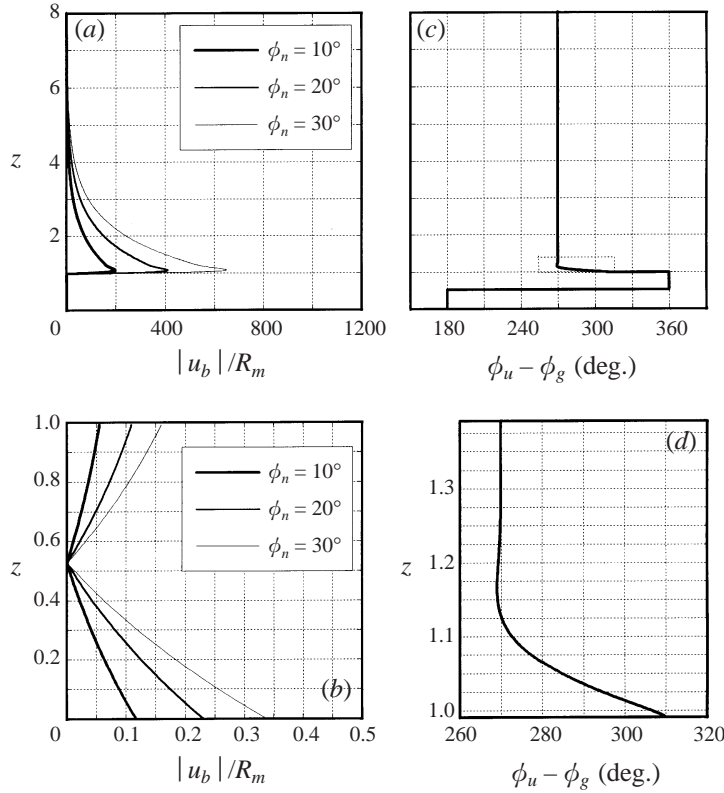 (a)
8
6
4
2
z
ϕn = 10°
ϕn = 20°
ϕn = 30°
0 400 800 1200
|ub|/Rm
(c)
180 240 300 360
ϕu – ϕg (deg.)
1.0
0.8
0.6
0.4
0.2
z
ϕn = 10°
ϕn = 20°
ϕn = 30°
(b)
0 0.1 0.2 0.3 0.4 0.5
|ub|/Rm
(d)
1.3
1.2
1.1
1.0
z
260 280 300 320
ϕu – ϕg (deg.)